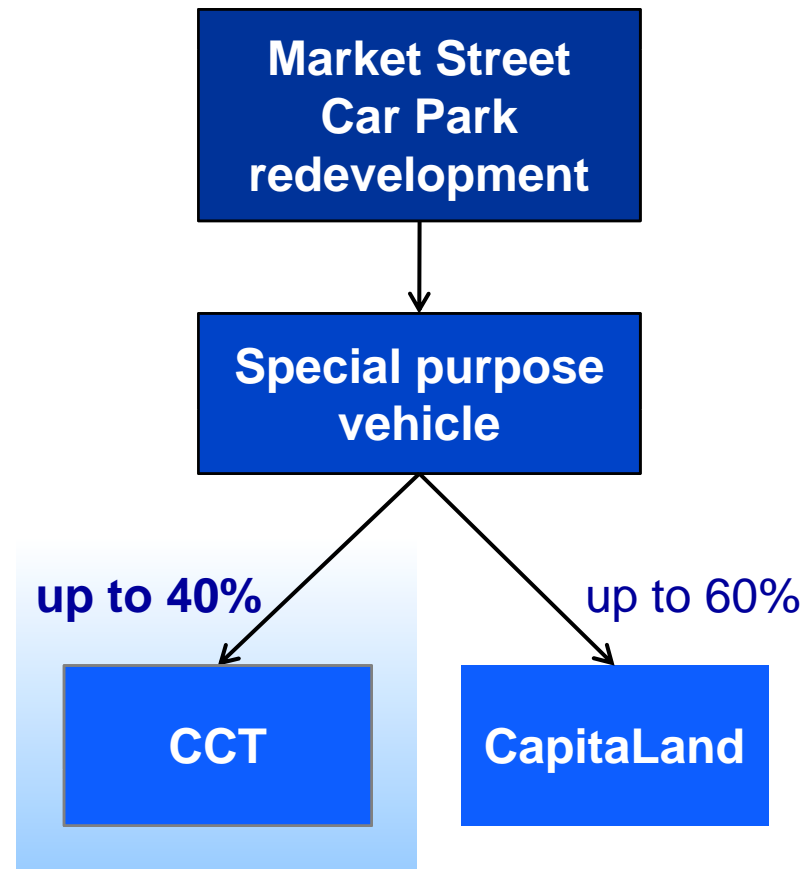 Market Street
Car Park
redevelopment
Special purpose
vehicle
up to 40%
up to 60%
CCT
CapitaLand